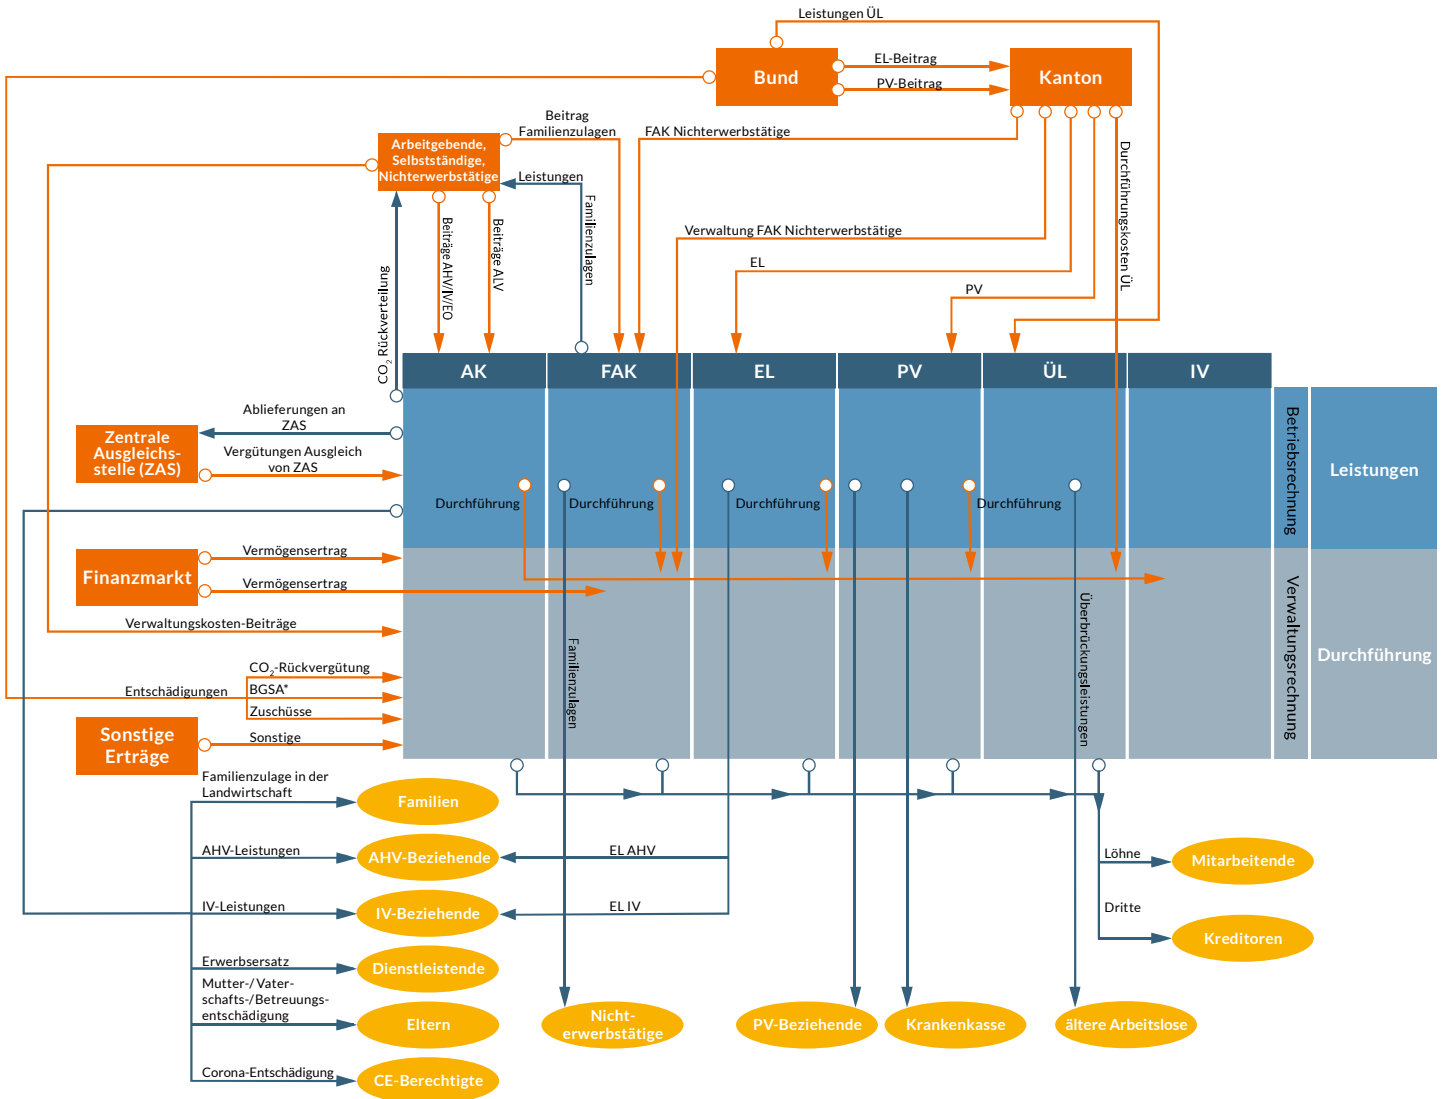 Leistungen ÜL
Bund
EL-Beitrag
PV-Beitrag
Kanton
Beitrag
Familienzulagen
FAK Nichterwerbstätige
Arbeitgebende,
Selbstständige,
Nichterwerbstätige
Leistungen
Familienzulagen
Beiträge AHV/IV/EO
Beiträge ALV
Durchführungskosten ÜL
Verwaltung FAK Nichterwerbstätige
EL
PV
CO2 Rückverteilung
AK
FAK
EL
PV
ÜL
IV
Ablieferungen an
ZAS
Zentrale
Ausgleichs-
stelle (ZAS)
Vergütungen Ausgleich
von ZAS
Betriebsrechnung
Leistungen
Durchführung
Durchführung
Durchführung
Durchführung
Finanzmarkt
Vermögensertrag
Vermögensertrag
Verwaltungskosten-Beiträge
Familienzulagen
Überbrückungsleistungen
Verwaltungsrechnung
Durchführung
CO2-Rückvergütung
Entschädigungen
BGSA*
Zuschüsse
Sonstige
Erträge
Sonstige
Familienzulage in der
Landwirtschaft
Familien
AHV-Leistungen
AHV-Beziehende
EL AHV
Löhne
Mitarbeitende
IV-Leistungen
IV-Beziehende
EL IV
Dritte
Kreditoren
Erwerbsersatz
Dienstleistende
Mutter-/Vater-
schafts-/Betreuungs-
entschädigung
Eltern
Nicht-
erwerbstätige
PV-Beziehende
Krankenkasse
ältere Arbeitslose
Corona-Entschädigung
CE-Berechtigte